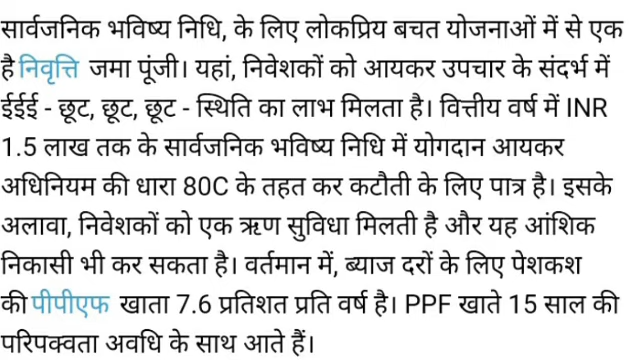 सार्वजनिक भविष्य निधि, के लिए लोकप्रिय बचत योजनाओं में से एक
है निवृत्ति जमा पूंजी। यहां, निवेशकों को आयकर उपचार के संदर्भ में
ईईई - छूट, छूट, छूट - स्थिति का लाभ मिलता है। वित्तीय वर्ष में INR
1.5 लाख तक के सार्वजनिक भविष्य निधि में योगदान आयकर
अधिनियम की धारा 80C के तहत कर कटौती के लिए पात्र है। इसके
अलावा, निवेशकों को एक ऋण सुविधा मिलती है और यह आंशिक
निकासी भी कर सकता है। वर्तमान में, ब्याज दरों के लिए पेशकश
की पीपीएफ खाता 7.6 प्रतिशत प्रति वर्ष है। PPF खाते 15 साल की
परिपक्वता अवधि के साथ आते हैं।